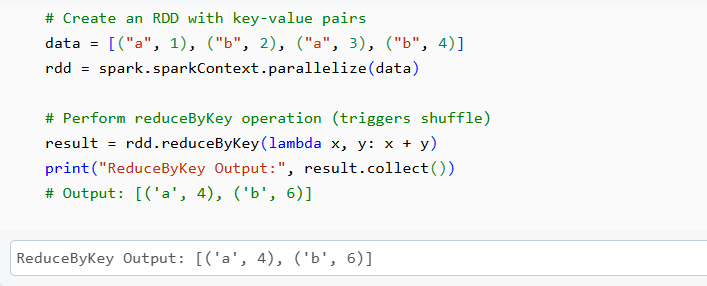 # Create an RDD with key-value pairs
data = [("a", 1), ("b", 2), ("a", 3), ("b", 4)]
rdd = spark.sparkContext.parallelize(data)
# Perform reduceByKey operation (triggers shuffle)
result = rdd.reduceByKey(lambda x, y: x + y)
print("ReduceByKey Output:", result.collect())
# Output: [('a', 4), ('b', 6)]
ReduceByKey Output: [('a', 4), ('b', 6)]